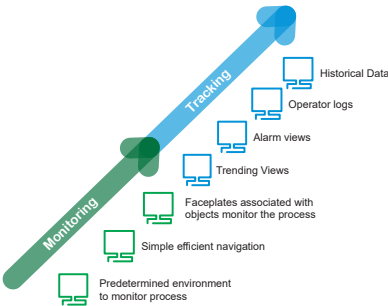 Tracking
Historical Data
Operator logs
Alarm views
Trending Views
Monitoring
Faceplates associated with
objects monitor the process
Simple efficient navigation
Predetermined environment
to monitor process